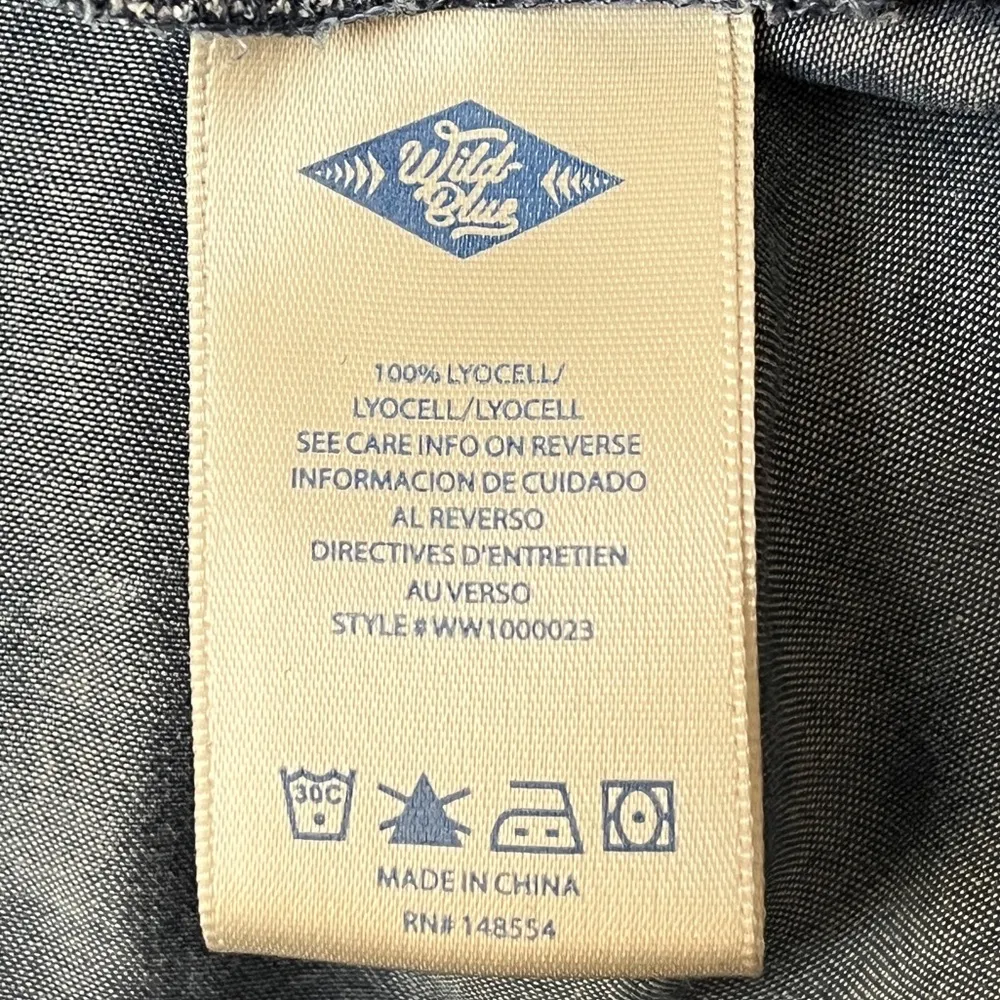 Wild-
Blue
100% LYOCELL/
LYOCELL/LYOCELL
SEE CARE INFO ON REVERSE
INFORMACION DE CUIDADO
AL REVERSO
DIRECTIVES D'ENTRETIEN
AU VERSO
STYLE # WW1000023
30C
MADE IN CHINA
RN# 148554